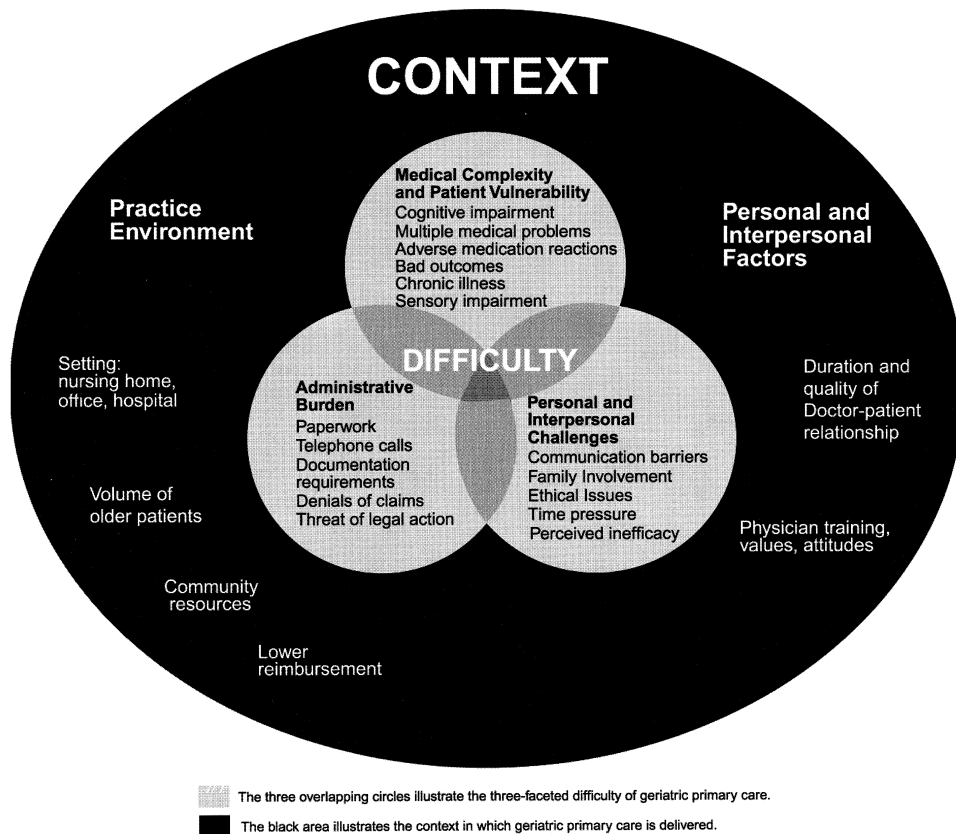 CONTEXT
Medical Complexity
and Patient Vulnerability
Cognitive impairment
Multiple medical problems
Adverse medication reactions
Bad outcomes
Chronic illness
Sensory impairment
Practice
Environment
Personal and
Interpersonal
Factors
DIFFICULTY
Administrative
Burden
Paperwork
Telephone calls
Documentation
requirements
Denials of claims
Threat of legal action
Personal and
Interpersonal
Challenges
Communication barriers
Family Involvement
Ethical Issues
Time pressure
Perceived inefficacy
Setting:
nursing home,
office, hospital
Volume of
older patients
Community
resources
Lower
reimbursement
Duration and
quality of
Doctor-patient
relationship
Physician training,
values, attitudes
The three overlapping circles illustrate the three-faceted difficulty of geriatric primary care.
The black area illustrates the context in which geriatric primary care is delivered.